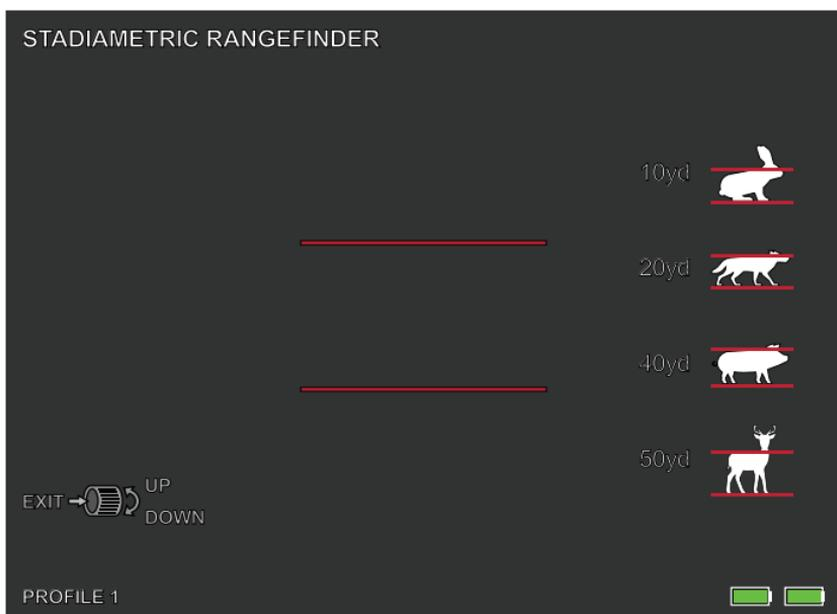 STADIAMETRIC RANGEFINDER
10yd
20yd
40yd
50yd
UP
EXIT
DOWN
PROFILE 1